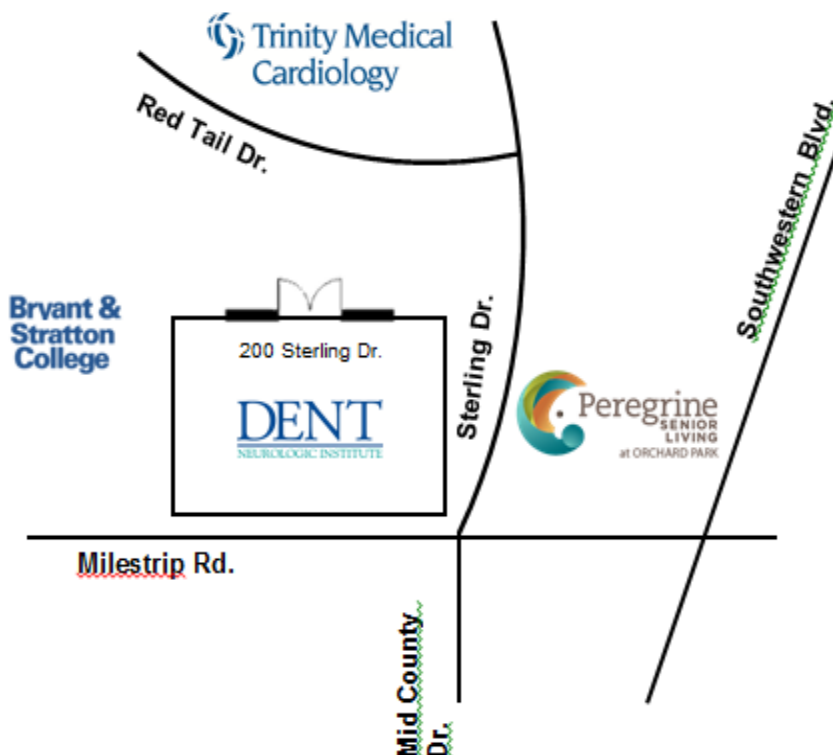 Trinity Medical
Cardiology
Red Tail Dr.
Southwestern Blvd.
Bryant &
Stratton
College
200 Sterling Dr.
DENT
NEUROLOGIC INSTITUTE
Sterling Dr.
Peregrine
SENIOR
LIVING
at ORCHARD PARK
Milestrip Rd.
Mid County
Dr.